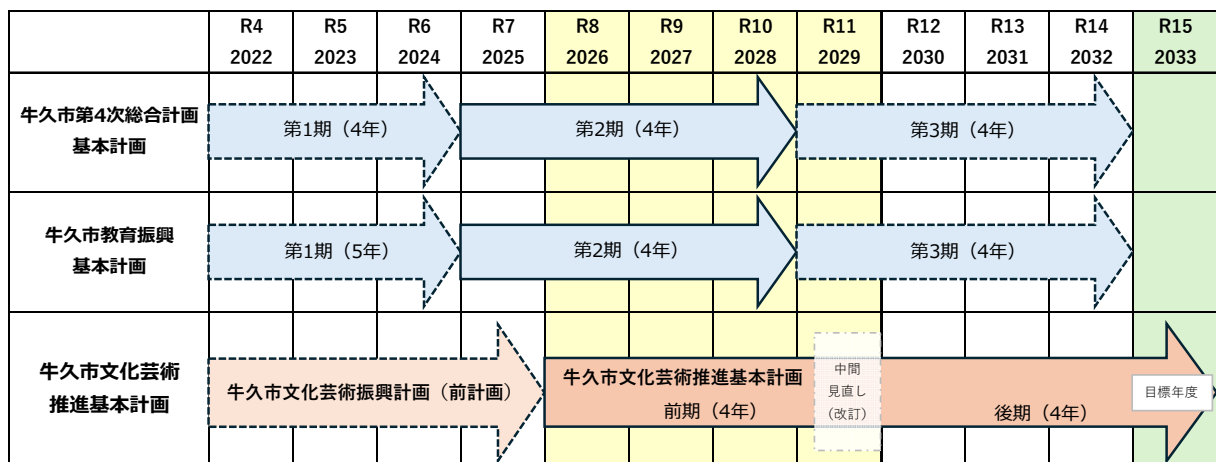 R4 R5 R6 R7 R8 R9 R10 R11 R12 R13 R14 R15
2022 2023 2024 2025 2026 2027 2028 2029 2030 2031 2032 2033
牛久市第4次総合計画
基本計画
第1期（4年） 第2期（4年） 第3期（4年）
牛久市教育振興
基本計画
第1期（5年） 第2期（4年） 第3期（4年）
牛久市文化芸術
推進基本計画
牛久市文化芸術振興計画（前計画）
牛久市文化芸術推進基本計画
前期（4年）
中間
見直し
（改訂）
後期（4年）
目標年度